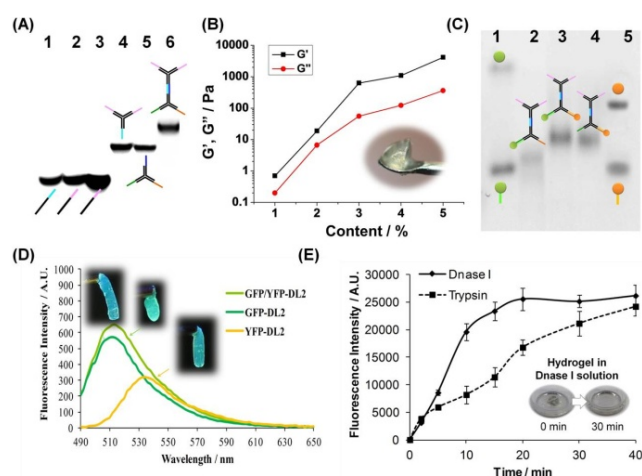 (A)
1 2 3 4 5 6
(B)
G', G'' / Pa
10000
1000
100
10
1
0.1
G'
G''
1 2 3 4 5
Content / %
(C)
1 2 3 4 5
(D)
Fluorescence Intensity / A.U.
1000
900
800
700
600
500
400
300
200
100
0
GFP/YFP-DL2
GFP-DL2
YFP-DL2
490 510 530 550 570 590 610 630 650
Wavelength / nm
(E)
Fluorescence Intensity / A.U.
30000
25000
20000
15000
10000
5000
0
Dnase I
Trypsin
Hydrogel in
Dnase I solution
0 min 30 min
0 10 20 30 40
Time / min